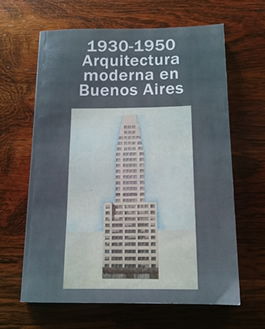 1930-1950
Arquitectura
moderna en
Buenos Aires